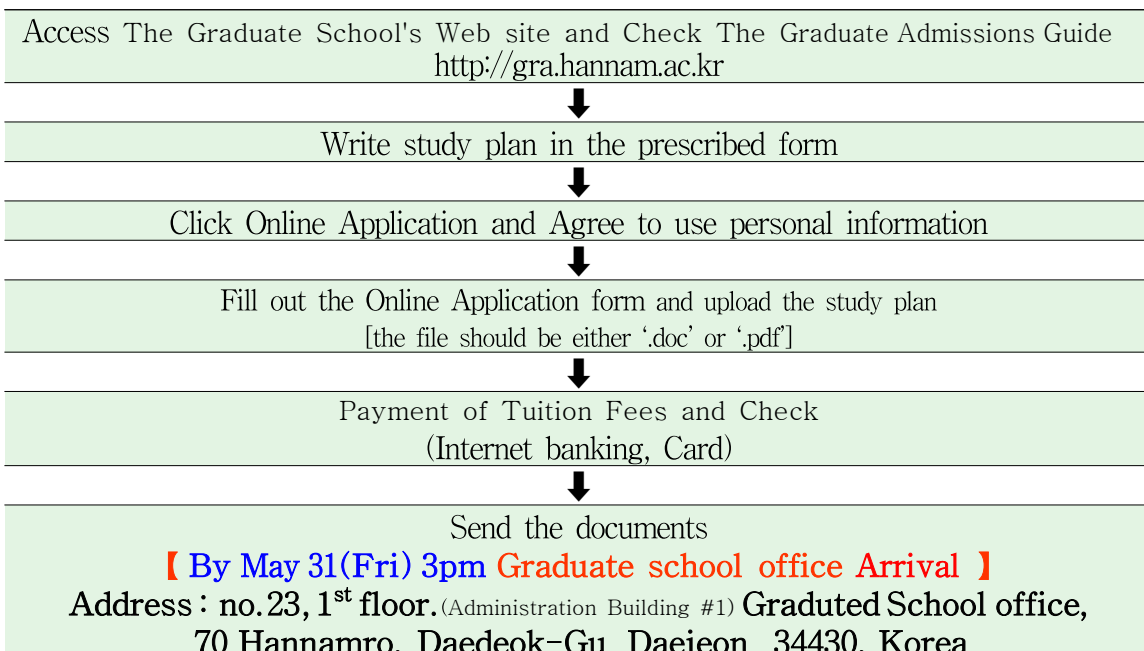 Access The Graduate School's Web site and Check The Graduate Admissions Guide
http://gra.hannam.ac.kr
Write study plan in the prescribed form
Click Online Application and Agree to use personal information
Fill out the Online Application form and upload the study plan
[the file should be either ‘.doc’ or ‘.pdf’]
Payment of Tuition Fees and Check
(Internet banking, Card)
Send the documents
【 By May 31(Fri) 3pm Graduate school office Arrival 】
Address : no.23, 1st floor.(Administration Building #1) Graduted School office,
70 Hannamro, Daedeok-Gu, Daejeon, 34430, Korea